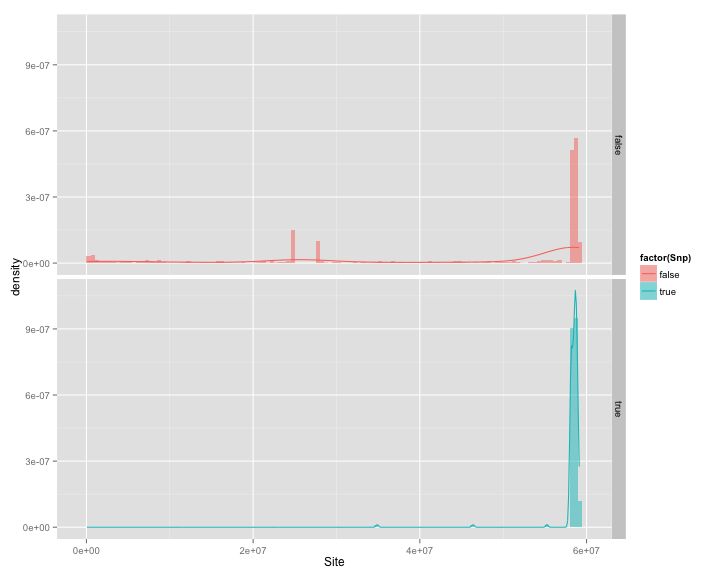 9e-07
6e-07
3e-07
0e+00
false
9e-07
6e-07
3e-07
0e+00
true
density
0e+00
2e+07
4e+07
6e+07
Site
factor(Snp)
false
true